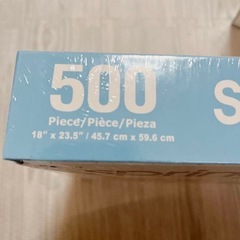 500
S
Piece/Pièce/Pieza
18" x 23.5" / 45.7 cm x 59.6 cm